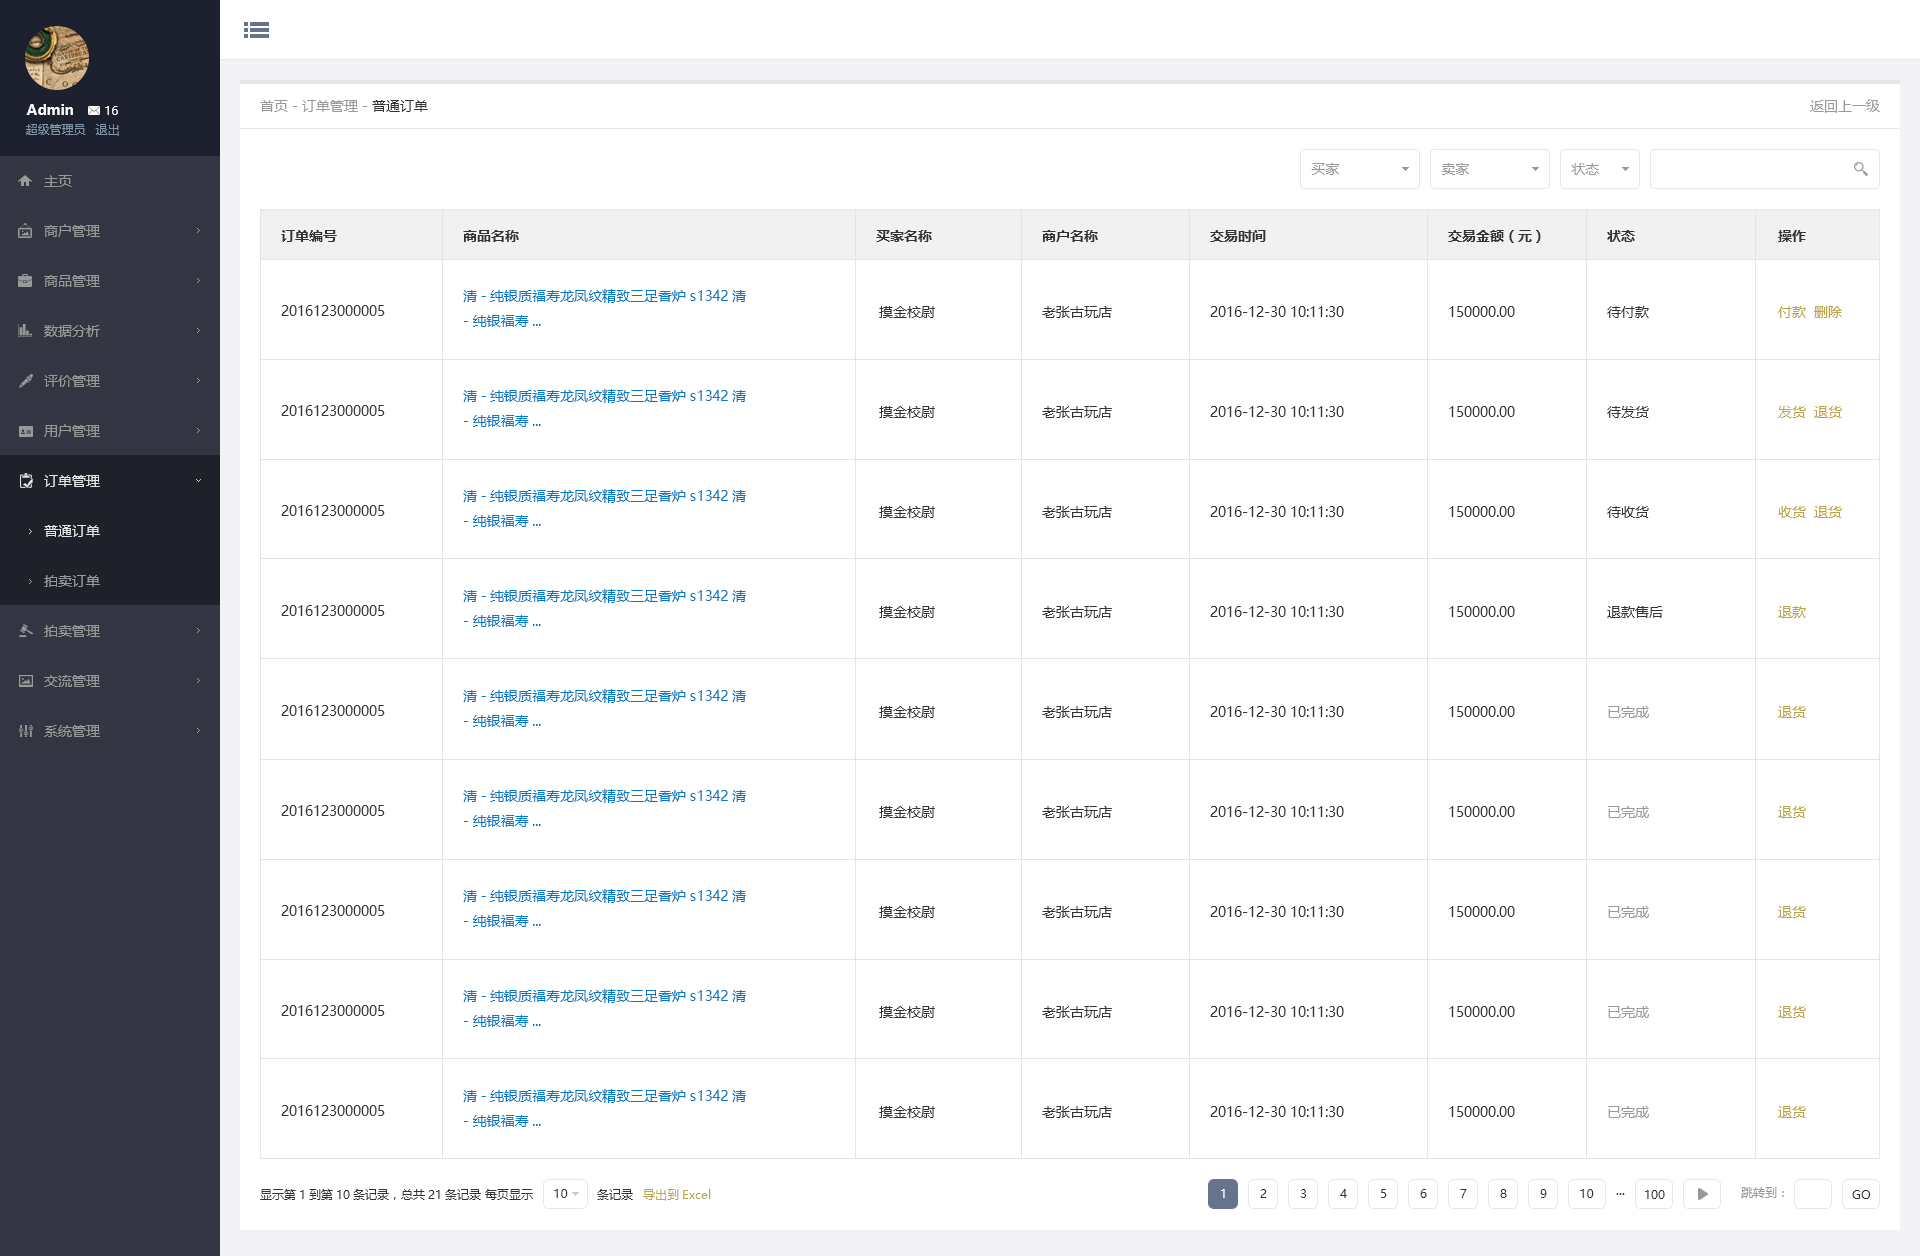 Admin 16
超级管理员 退出
主页
商户管理
商品管理
数据分析
评价管理
用户管理
订单管理
普通订单
拍卖订单
拍卖管理
交流管理
系统管理
首页 - 订单管理 - 普通订单 返回上一级
买家 卖家 状态
订单编号 商品名称 买家名称 商户名称 交易时间 交易金额（元） 状态 操作
清 - 纯银质福寿龙凤纹精致三足香炉 s1342 清
2016123000005 摸金校尉 老张古玩店 2016-12-30 10:11:30 150000.00 待付款 付款 删除
- 纯银福寿 ...
清 - 纯银质福寿龙凤纹精致三足香炉 s1342 清
2016123000005 摸金校尉 老张古玩店 2016-12-30 10:11:30 150000.00 待发货 发货 退货
- 纯银福寿 ...
清 - 纯银质福寿龙凤纹精致三足香炉 s1342 清
2016123000005 摸金校尉 老张古玩店 2016-12-30 10:11:30 150000.00 待收货 收货 退货
- 纯银福寿 ...
清 - 纯银质福寿龙凤纹精致三足香炉 s1342 清
2016123000005 摸金校尉 老张古玩店 2016-12-30 10:11:30 150000.00 退款售后 退款
- 纯银福寿 ...
清 - 纯银质福寿龙凤纹精致三足香炉 s1342 清
2016123000005 摸金校尉 老张古玩店 2016-12-30 10:11:30 150000.00 已完成 退货
- 纯银福寿 ...
清 - 纯银质福寿龙凤纹精致三足香炉 s1342 清
2016123000005 摸金校尉 老张古玩店 2016-12-30 10:11:30 150000.00 已完成 退货
- 纯银福寿 ...
清 - 纯银质福寿龙凤纹精致三足香炉 s1342 清
2016123000005 摸金校尉 老张古玩店 2016-12-30 10:11:30 150000.00 已完成 退货
- 纯银福寿 ...
清 - 纯银质福寿龙凤纹精致三足香炉 s1342 清
2016123000005 摸金校尉 老张古玩店 2016-12-30 10:11:30 150000.00 已完成 退货
- 纯银福寿 ...
清 - 纯银质福寿龙凤纹精致三足香炉 s1342 清
2016123000005 摸金校尉 老张古玩店 2016-12-30 10:11:30 150000.00 已完成 退货
- 纯银福寿 ...
显示第 1 到第 10 条记录，总共 21 条记录 每页显示 10 条记录 导出到 Excel 1 2 3 4 5 6 7 8 9 10 ... 100 跳转到： GO